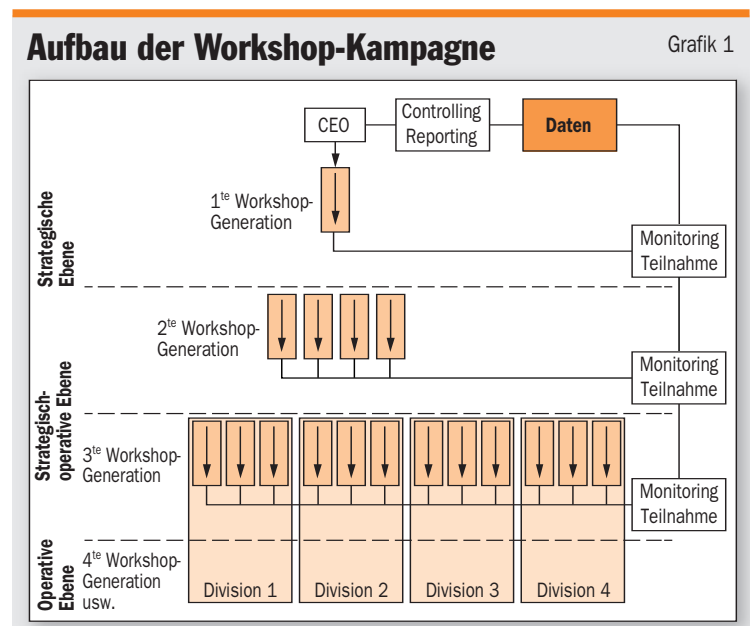 Aufbau der Workshop-Kampagne
Grafik 1
CEO
Controlling
Reporting
Daten
Strategische
Ebene
1te Workshop-
Generation
Monitoring
Teilnahme
2te Workshop-
Generation
Monitoring
Teilnahme
Strategisch-
operative Ebene
3te Workshop-
Generation
Monitoring
Teilnahme
Operative
Ebene
4te Workshop-
Generation
usw.
Division 1
Division 2
Division 3
Division 4